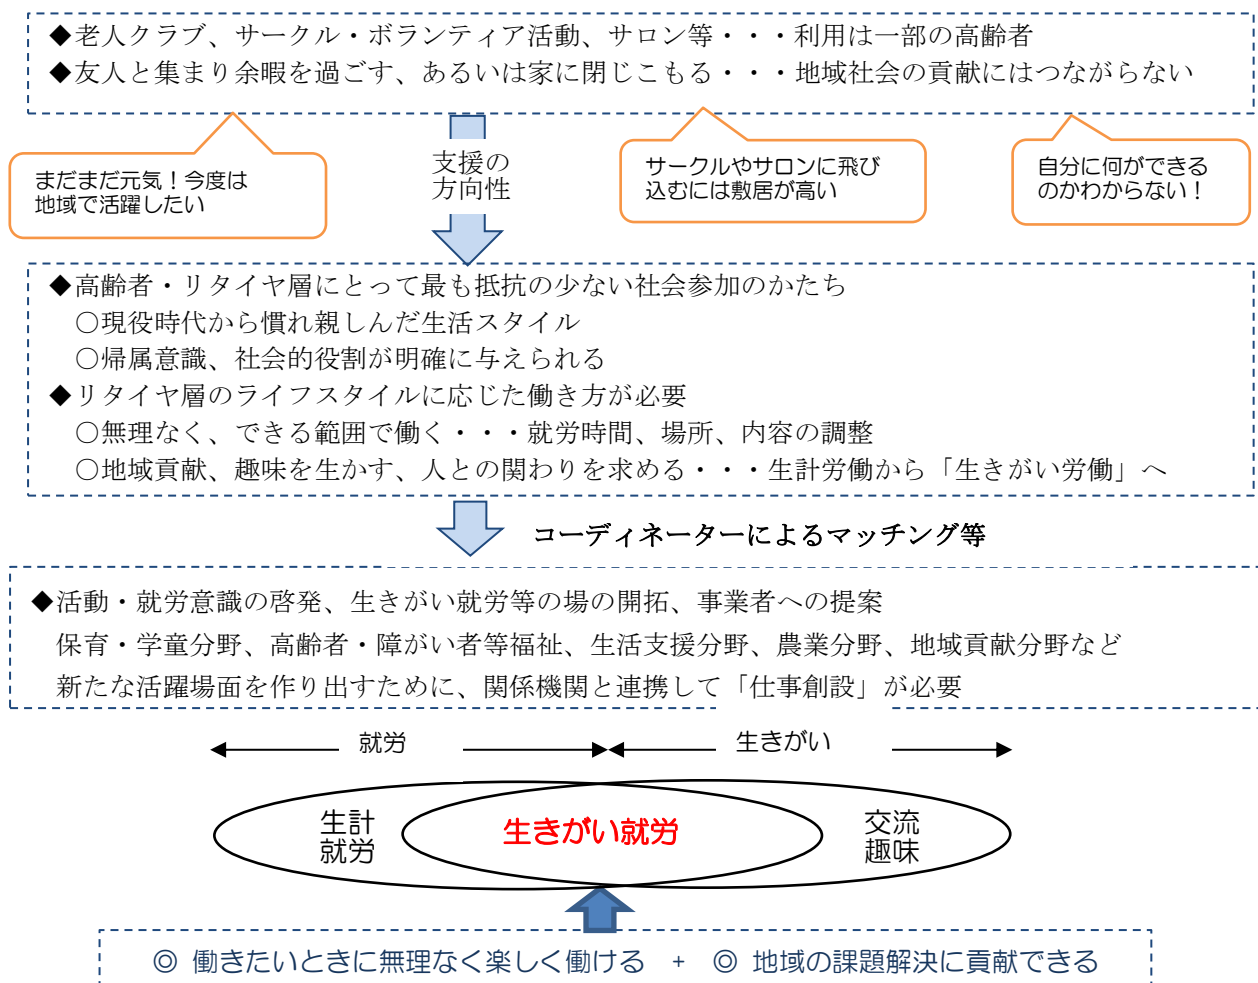 ◆老人クラブ、サークル・ボランティア活動、サロン等・・・利用は一部の高齢者
◆友人と集まり余暇を過ごす、あるいは家に閉じこもる・・・地域社会の貢献にはつながらない
まだまだ元気！今度は
地域で活躍したい
支援の
方向性
サークルやサロンに飛び
込むには敷居が高い
自分に何ができる
のかわからない！
◆高齢者・リタイヤ層にとって最も抵抗の少ない社会参加のかたち
○現役時代から慣れ親しんだ生活スタイル
○帰属意識、社会的役割が明確に与えられる
◆リタイヤ層のライフスタイルに応じた働き方が必要
○無理なく、できる範囲で働く・・・就労時間、場所、内容の調整
○地域貢献、趣味を生かす、人との関わりを求める・・・生計労働から「生きがい労働」へ
コーディネーターによるマッチング等
◆活動・就労意識の啓発、生きがい就労等の場の開拓、事業者への提案
保育・学童分野、高齢者・障がい者等福祉、生活支援分野、農業分野、地域貢献分野など
新たな活躍場面を作り出すために、関係機関と連携して「仕事創設」が必要
就労
生きがい
生計
就労
生きがい就労
交流
趣味
◎ 働きたいときに無理なく楽しく働ける + ◎ 地域の課題解決に貢献できる